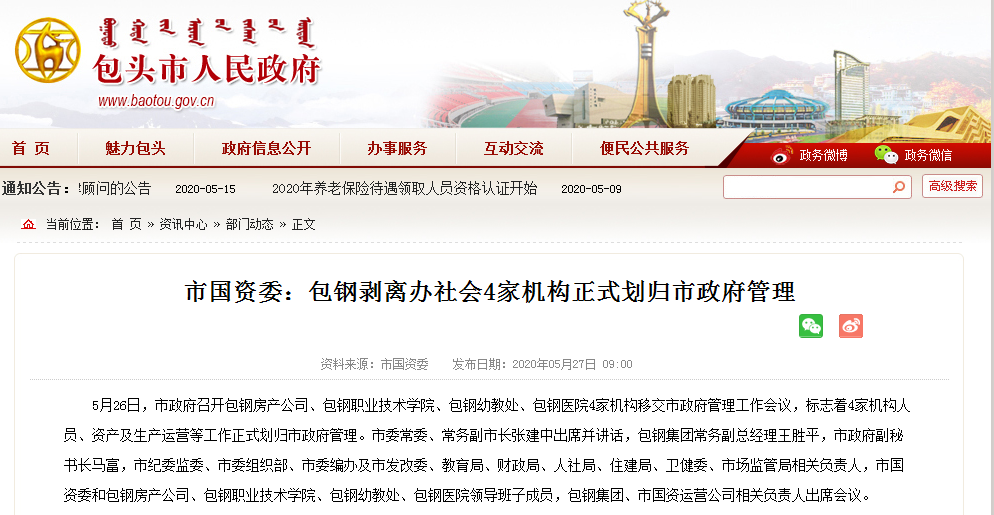 包头市人民政府
www.baotou.gov.cn
首 页 魅力包头 政府信息公开 办事服务 互动交流 便民公共服务 政务微博 政务微信
通知公告： 顾问的公告 2020-05-15 2020年养老保险待遇领取人员资格认证开始 2020-05-09 高级搜索
当前位置： 首 页 » 资讯中心 » 部门动态 » 正文
市国资委：包钢剥离办社会4家机构正式划归市政府管理
资料来源：市国资委 发布日期：2020年05月27日 09:00
5月26日，市政府召开包钢房产公司、包钢职业技术学院、包钢幼教处、包钢医院4家机构移交市政府管理工作会议，标志着4家机构人
员、资产及生产运营等工作正式划归市政府管理。市委常委、常务副市长张建中出席并讲话，包钢集团常务副总经理王胜平，市政府副秘
书长马富，市纪委监委、市委组织部、市委编办及市发改委、教育局、财政局、人社局、住建局、卫健委、市场监管局相关负责人，市国
资委和包钢房产公司、包钢职业技术学院、包钢幼教处、包钢医院领导班子成员，包钢集团、市国资运营公司相关负责人出席会议。